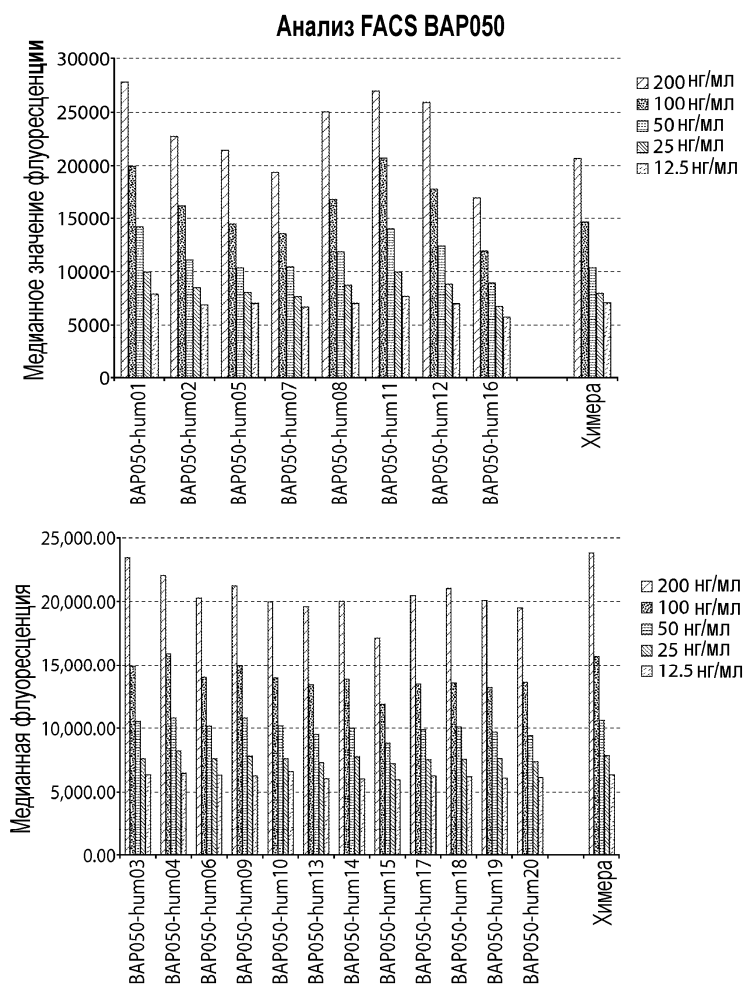 Анализ FACS BAP050
Медианное значение флуоресценции
30000
25000
20000
15000
10000
5000
0
BAP050-hum01
BAP050-hum02
BAP050-hum05
BAP050-hum07
BAP050-hum08
BAP050-hum11
BAP050-hum12
BAP050-hum16
Химера
200 нг/мл
100 нг/мл
50 нг/мл
25 нг/мл
12.5 нг/мл
Медианная флуоресценция
25,000.00
20,000.00
15,000.00
10,000.00
5,000.00
0.00
BAP050-hum03
BAP050-hum04
BAP050-hum06
BAP050-hum09
BAP050-hum10
BAP050-hum13
BAP050-hum14
BAP050-hum15
BAP050-hum17
BAP050-hum18
BAP050-hum19
BAP050-hum20
Химера
200 нг/мл
100 нг/мл
50 нг/мл
25 нг/мл
12.5 нг/мл